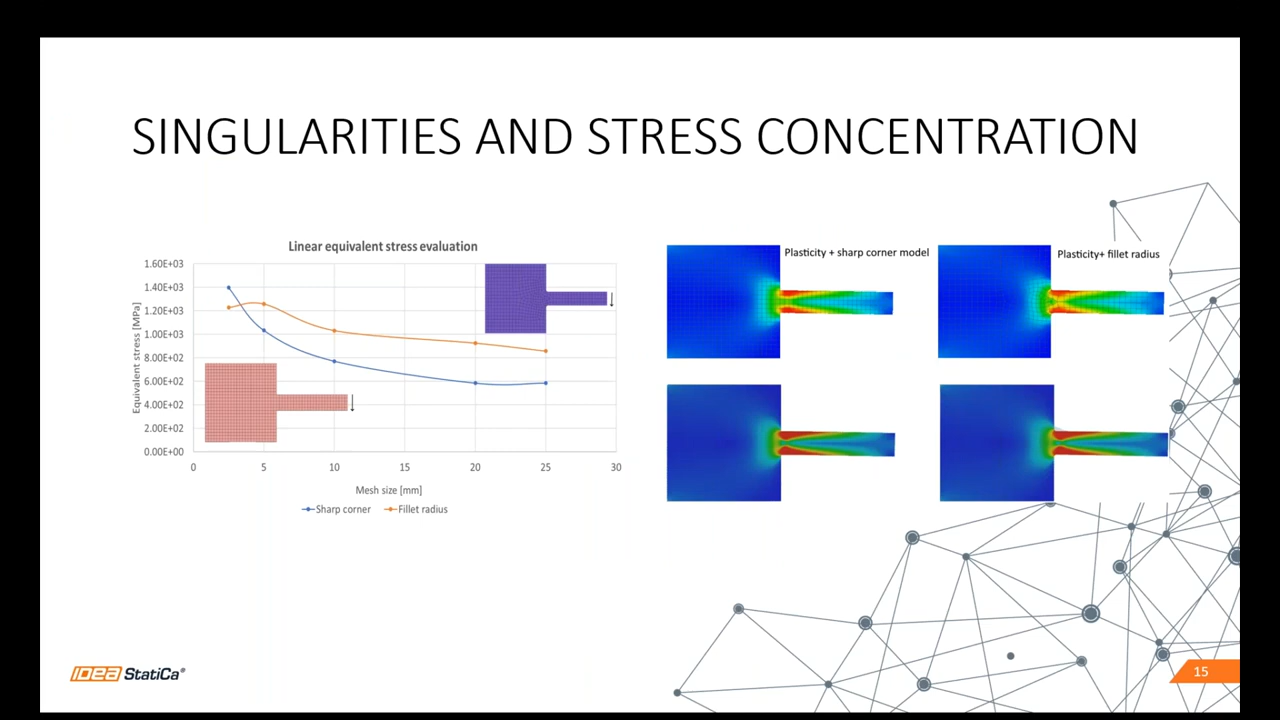 SINGULARITIES AND STRESS CONCENTRATION
Linear equivalent stress evaluation
Equivalent stress [MPa]
1.60E+03
1.40E+03
1.20E+03
1.00E+03
8.00E+02
6.00E+02
4.00E+02
2.00E+02
0.00E+00
0 5 10 15 20 25 30
Mesh size [mm]
Sharp corner Fillet radius
Plasticity + sharp corner model
Plasticity+ fillet radius
IDEA StatiCa®
15